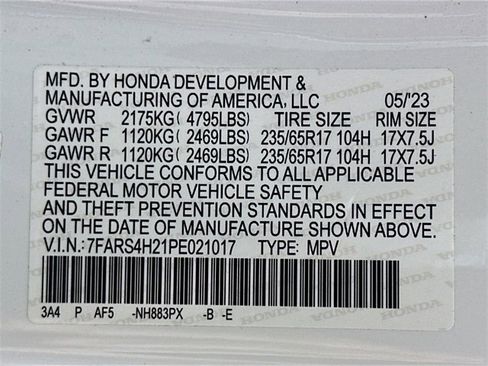 MFD. BY HONDA DEVELOPMENT &
MANUFACTURING OF AMERICA, LLC 05/'23
GVWR 2175KG( 4795LBS) TIRE SIZE RIM SIZE
GAWR F 1120KG( 2469LBS) 235/65R17 104H 17X7.5J
GAWR R 1120KG( 2469LBS) 235/65R17 104H 17X7.5J
THIS VEHICLE CONFORMS TO ALL APPLICABLE
FEDERAL MOTOR VEHICLE SAFETY
AND THEFT PREVENTION STANDARDS IN EFFECT
ON THE DATE OF MANUFACTURE SHOWN ABOVE.
V.I.N.:7FARS4H21PE021017 TYPE: MPV
3A4 P AF5 -NH883PX -B -E